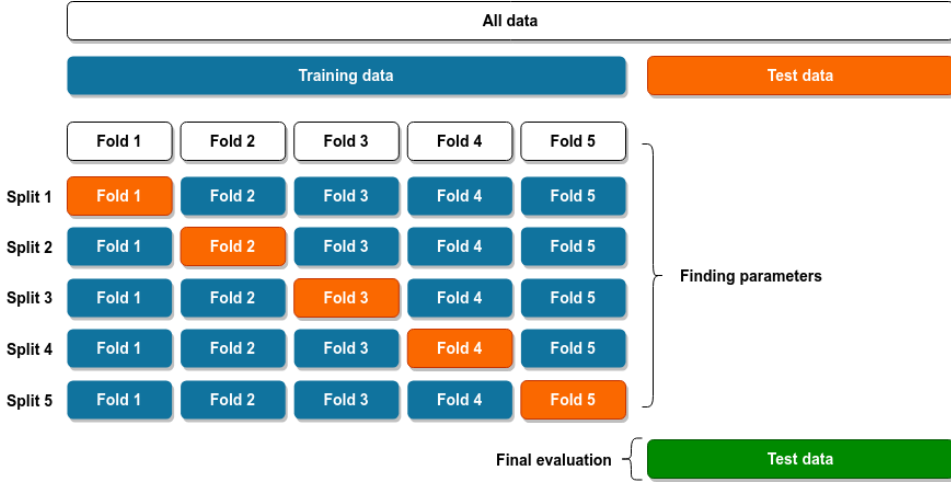 All data
Training data Test data
Fold 1 Fold 2 Fold 3 Fold 4 Fold 5
Split 1 Fold 1 Fold 2 Fold 3 Fold 4 Fold 5
Split 2 Fold 1 Fold 2 Fold 3 Fold 4 Fold 5
Finding parameters
Split 3 Fold 1 Fold 2 Fold 3 Fold 4 Fold 5
Split 4 Fold 1 Fold 2 Fold 3 Fold 4 Fold 5
Split 5 Fold 1 Fold 2 Fold 3 Fold 4 Fold 5
Final evaluation Test data